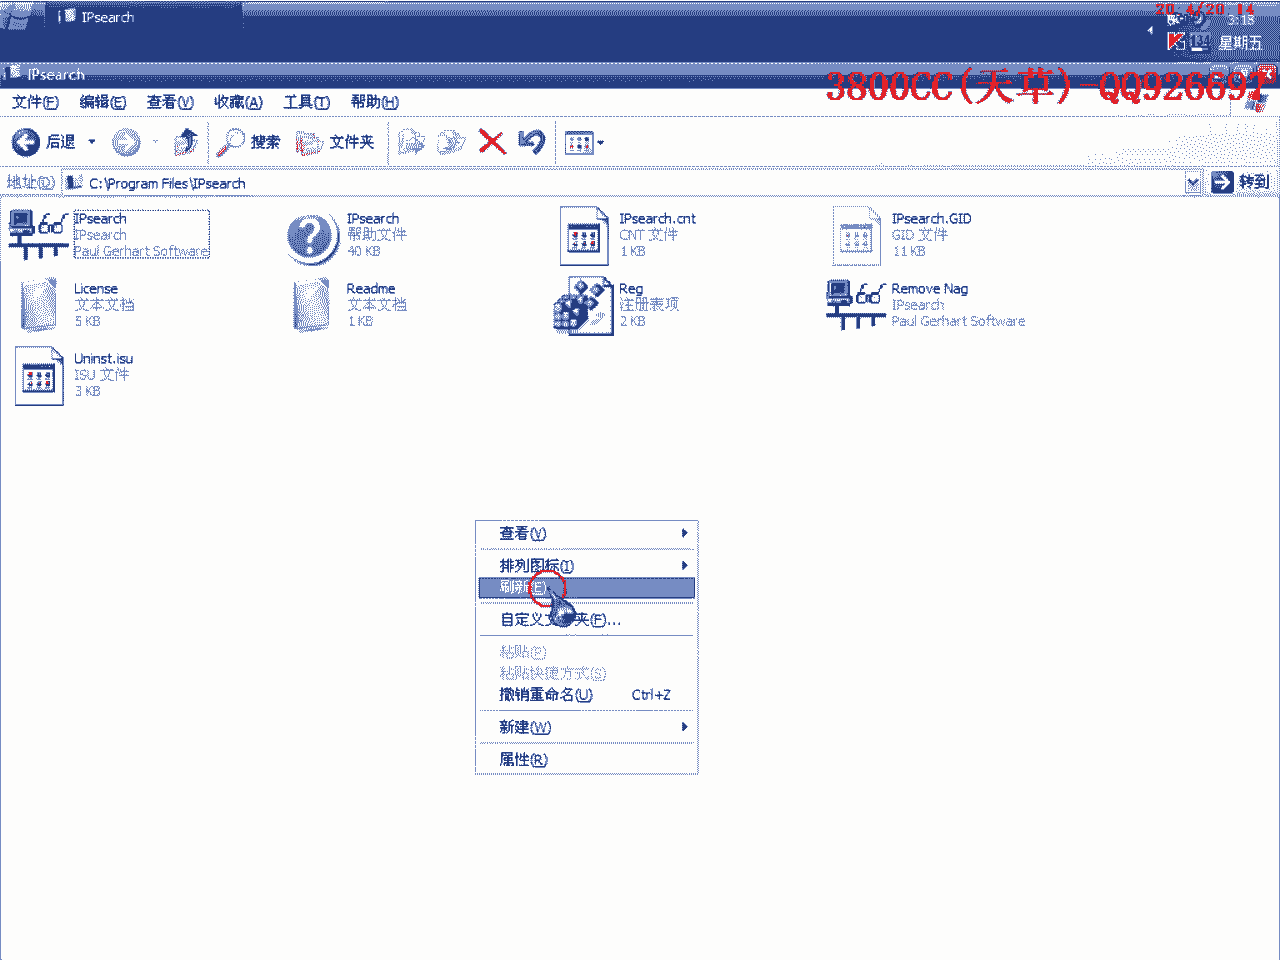 IPsearch
20 4/20 14
3:18
星期五
IPsearch
3800CC(天草)-QQ926697
文件(F) 编辑(E) 查看(V) 收藏(A) 工具(T) 帮助(H)
后退 搜索 文件夹
地址(D) C:\Program Files\IPsearch 转到
IPsearch
IPsearch
Paul Gerhart Software
IPsearch
帮助文件
40 KB
IPsearch.cnt
CNT 文件
1 KB
IPsearch.GID
GID 文件
11 KB
License
文本文档
5 KB
Readme
文本文档
1 KB
Reg
注册表项
2 KB
Remove Nag
IPsearch
Paul Gerhart Software
Uninst.isu
ISU 文件
3 KB
查看(V)
排列图标(I)
刷新(E)
自定义文件夹(F)...
粘贴(P)
粘贴快捷方式(S)
撤销重命名(U) Ctrl+Z
新建(W)
属性(R)